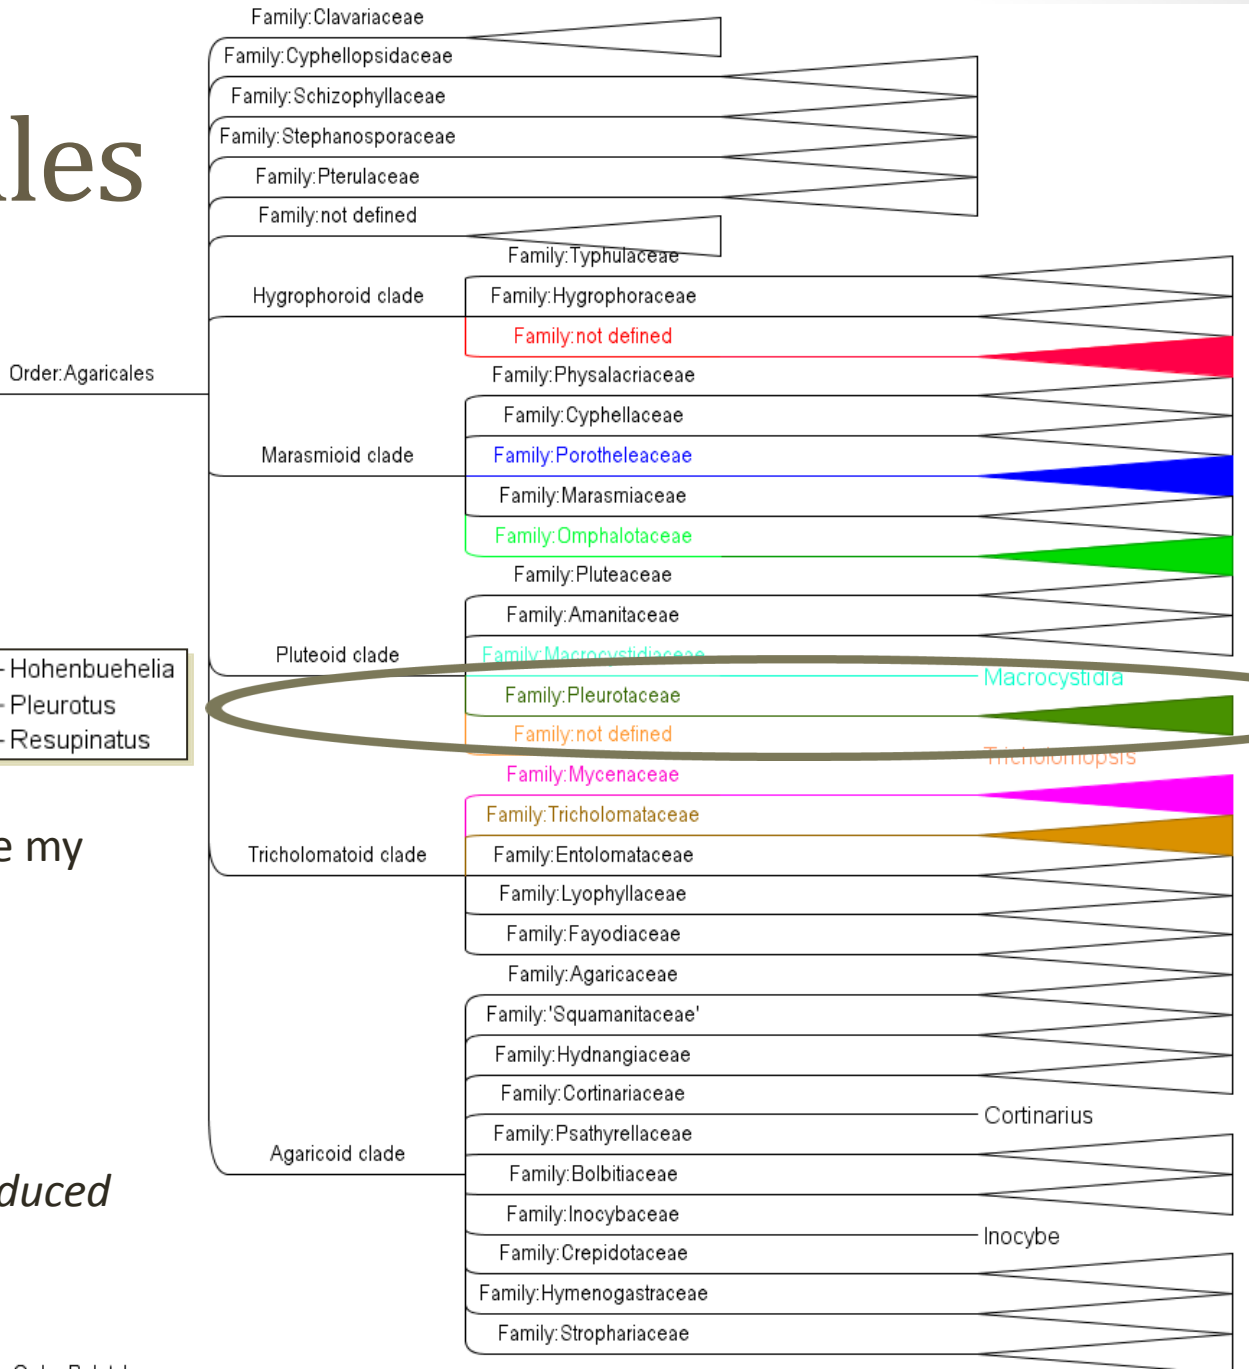 Family:Clavariaceae
Family:Cyphellopsidaceae
Family:Schizophyllaceae
les
Family:Stephanosporaceae
Family:Pterulaceae
Family:not defined
Family:Typhulaceae
Hygrophoroid clade
Family:Hygrophoraceae
Family:not defined
Order:Agaricales
Family:Physalacriaceae
Family:Cyphellaceae
Marasmioid clade
Family:Porotheleaceae
Family:Marasmiaceae
Family:Omphalotaceae
Family:Pluteaceae
Family:Amanitaceae
Pluteoid clade
Family:Macrocystidiaceae
Macrocystidia
Hohenbuehelia
Pleurotus
Resupinatus
Family:Pleurotaceae
Family:not defined
Tricholomopsis
Family:Mycenaceae
Family:Tricholomataceae
e my
Tricholomatoid clade
Family:Entolomataceae
Family:Lyophyllaceae
Family:Fayodiaceae
Family:Agaricaceae
Family:'Squamanitaceae'
Family:Hydnangiaceae
Family:Cortinariaceae
Cortinarius
Family:Psathyrellaceae
Agaricoid clade
Family:Bolbitiaceae
duced
Family:Inocybaceae
Inocybe
Family:Crepidotaceae
Family:Hymenogastraceae
Family:Strophariaceae